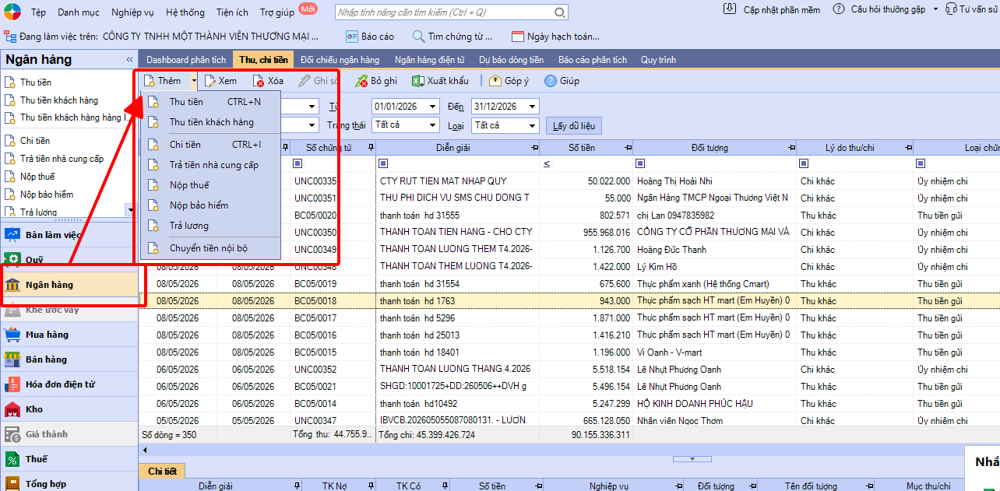 Tệp Danh mục Nghiệp vụ Hệ thống Tiện ích Trợ giúp Mới Nhập tính năng cần tìm kiếm (Ctrl + Q) Cập nhật phần mềm Câu hỏi thường gặp Tư vấn sử
Đang làm việc trên: CÔNG TY TNHH MỘT THÀNH VIÊN THƯƠNG MẠI ... Báo cáo Tìm chứng từ ... Ngày hạch toán...
Ngân hàng «
Dashboard phân tích Thu, chi tiền Đối chiếu ngân hàng Ngân hàng điện tử Dự báo dòng tiền Báo cáo phân tích Quy trình
Thu tiền
Thu tiền khách hàng
Thu tiền khách hàng hàng l...
Chi tiền
Trả tiền nhà cung cấp
Nộp thuế
Nộp bảo hiểm
Trả lương
Bàn làm việc
Quỹ
Ngân hàng
Khế ước vay
Mua hàng
Bán hàng
Hóa đơn điện tử
Kho
Giá thành
Thuế
Tổng hợp
Thêm Xem Xóa Ghi sổ Bỏ ghi Xuất khẩu Góp ý Giúp
Thu tiền CTRL+N
Thu tiền khách hàng
Chi tiền CTRL+I
Trả tiền nhà cung cấp
Nộp thuế
Nộp bảo hiểm
Trả lương
Chuyển tiền nội bộ
Từ 01/01/2026 Đến 31/12/2026
Trạng thái Tất cả Loại Tất cả Lấy dữ liệu
Số chứng từ Diễn giải Số tiền Đối tượng Lý do thu/chi Loại chứn
≤
UNC00335 CTY RUT TIEN MAT NHAP QUY 50.022.000 Hoàng Thị Hoài Nhi Chi khác Ủy nhiệm chi
UNC00351 THU PHI DICH VU SMS CHU DONG T 55.000 Ngân Hàng TMCP Ngoại Thương Việt N Chi khác Ủy nhiệm chi
BC05/0020 thanh toán hd 31555 802.571 chị Lan 0947835982 Thu khác Thu tiền gửi
UNC00350 THANH TOAN TIEN HANG - CHO CTY 955.968.016 CÔNG TY CỔ PHẦN THƯƠNG MẠI VÀ Chi khác Ủy nhiệm chi
UNC00349 THANH TOAN LUONG THEM T4.2026- 1.126.700 Hoàng Đức Thanh Chi khác Ủy nhiệm chi
08/05/2026 08/05/2026 UNC00348 THANH TOAN THEM LUONG T4.2026- 1.422.000 Lý Kim Hồ Chi khác Ủy nhiệm chi
08/05/2026 08/05/2026 BC05/0019 thanh toán hd 31554 675.600 Thực phẩm xanh (Hệ thống Cmart) Thu khác Thu tiền gửi
08/05/2026 08/05/2026 BC05/0018 thanh toán hd 1763 943.000 Thực phẩm sạch HT mart (Em Huyền) 0 Thu khác Thu tiền gửi
08/05/2026 08/05/2026 BC05/0017 thanh toán hd 5296 1.871.000 Thực phẩm sạch HT mart (Em Huyền) 0 Thu khác Thu tiền gửi
08/05/2026 08/05/2026 BC05/0016 thanh toán hd 25013 1.416.210 Thực phẩm sạch HT mart (Em Huyền) 0 Thu khác Thu tiền gửi
08/05/2026 08/05/2026 BC05/0015 thanh toán hd 18401 1.196.000 Vi Oanh - V-mart Thu khác Thu tiền gửi
06/05/2026 06/05/2026 UNC00352 THANH TOAN LUONG THANG 4.2026 5.518.154 Lê Nhựt Phương Oanh Chi khác Ủy nhiệm chi
06/05/2026 06/05/2026 BC05/0021 SHGD:10001725+DD:260506++DVH g 5.496.154 Lê Nhựt Phương Oanh Thu khác Thu tiền gửi
06/05/2026 06/05/2026 BC05/0014 thanh toán hd10492 5.247.299 HỘ KINH DOANH PHÚC HẬU Thu khác Thu tiền gửi
05/05/2026 05/05/2026 UNC00347 IBVCB.202605055087080131. - LƯƠN 665.128.050 Nhân viên Ngọc Thơm Chi khác Ủy nhiệm chi
Số dòng = 350 Tổng thu: 44.755.9... Tổng chi: 45.399.426.724 90.155.336.311
Nhắ
Chi tiết
Diễn giải TK Nợ TK Có Số tiền Nghiệp vụ Đối tượng Tên đối tượng Mục thu/chi